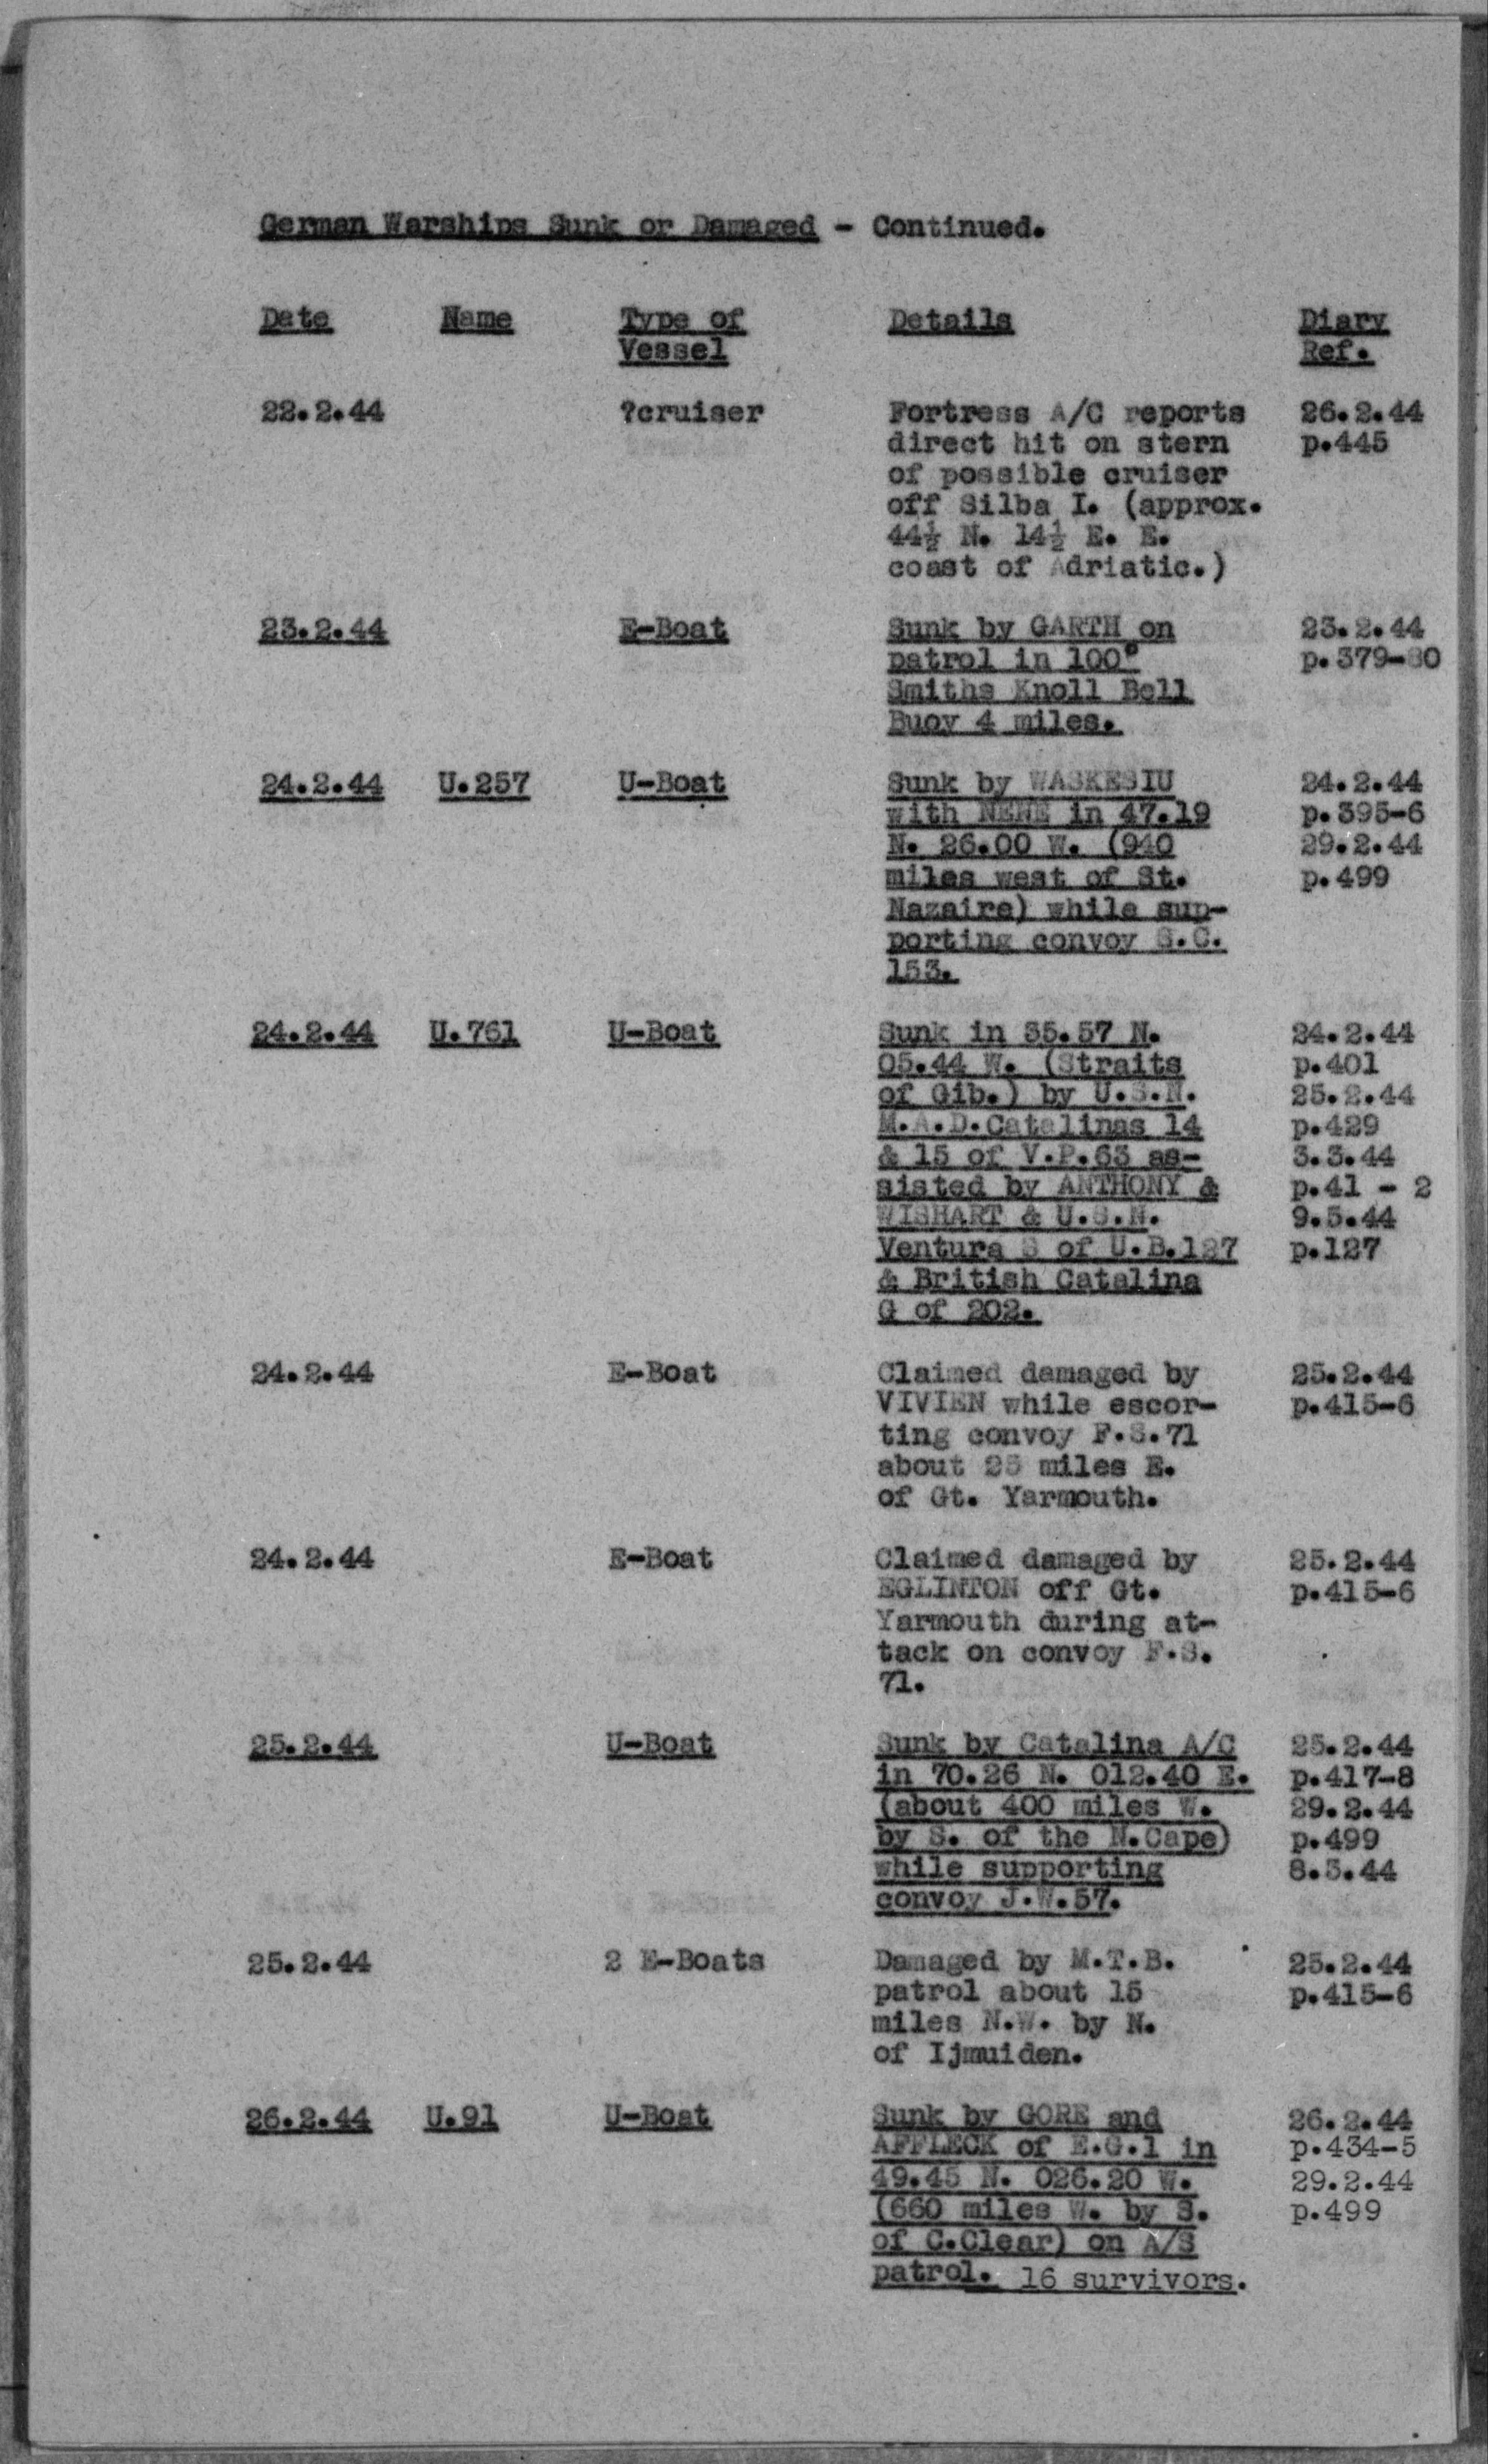 German Warships Sunk or Damaged - Continued.
Date Name Type of Details Diary
Vessel Ref.
22.2.44 ?cruiser Fortress A/C reports 26.2.44
direct hit on stern p.445
of possible cruiser
off Silba I. (approx.
44½ N. 14½ E. E.
coast of Adriatic.)
23.2.44 E-Boat Sunk by GARTH on 23.2.44
patrol in 100° p.379-80
Smiths Knoll Bell
Buoy 4 miles.
24.2.44 U.257 U-Boat Sunk by WASKESIU 24.2.44
with NENE in 47.19 p.395-6
N. 26.00 W. (940 29.2.44
miles west of St. p.499
Nazaire) while sup-
porting convoy S.C.
153.
24.2.44 U.761 U-Boat Sunk in 35.57 N. 24.2.44
05.44 W. (Straits p.401
of Gib.) by U.S.N. 25.2.44
M.A.D.Catalinas 14 p.429
& 15 of V.P.63 as- 3.3.44
sisted by ANTHONY & p.41 - 2
WISHART & U.S.N. 9.3.44
Ventura S of U.B.127 p.127
& British Catalina
G of 202.
24.2.44 E-Boat Claimed damaged by 25.2.44
VIVIEN while escor- p.415-6
ting convoy F.S.71
about 25 miles E.
of Gt. Yarmouth.
24.2.44 E-Boat Claimed damaged by 25.2.44
EGLINTON off Gt. p.415-6
Yarmouth during at-
tack on convoy F.S.
71.
25.2.44 U-Boat Sunk by Catalina A/C 25.2.44
in 70.26 N. 012.40 E. p.417-8
(about 400 miles W. 29.2.44
by S. of the N.Cape) p.499
while supporting 8.3.44
convoy J.W.57.
25.2.44 2 E-Boats Damaged by M.T.B. 25.2.44
patrol about 15 p.415-6
miles N.W. by N.
of Ijmuiden.
26.2.44 U.91 U-Boat Sunk by GORE and 26.2.44
AFFLECK of E.G.1 in p.434-5
49.45 N. 026.20 W. 29.2.44
(660 miles W. by S. p.499
of C.Clear) on A/S
patrol. 16 survivors.